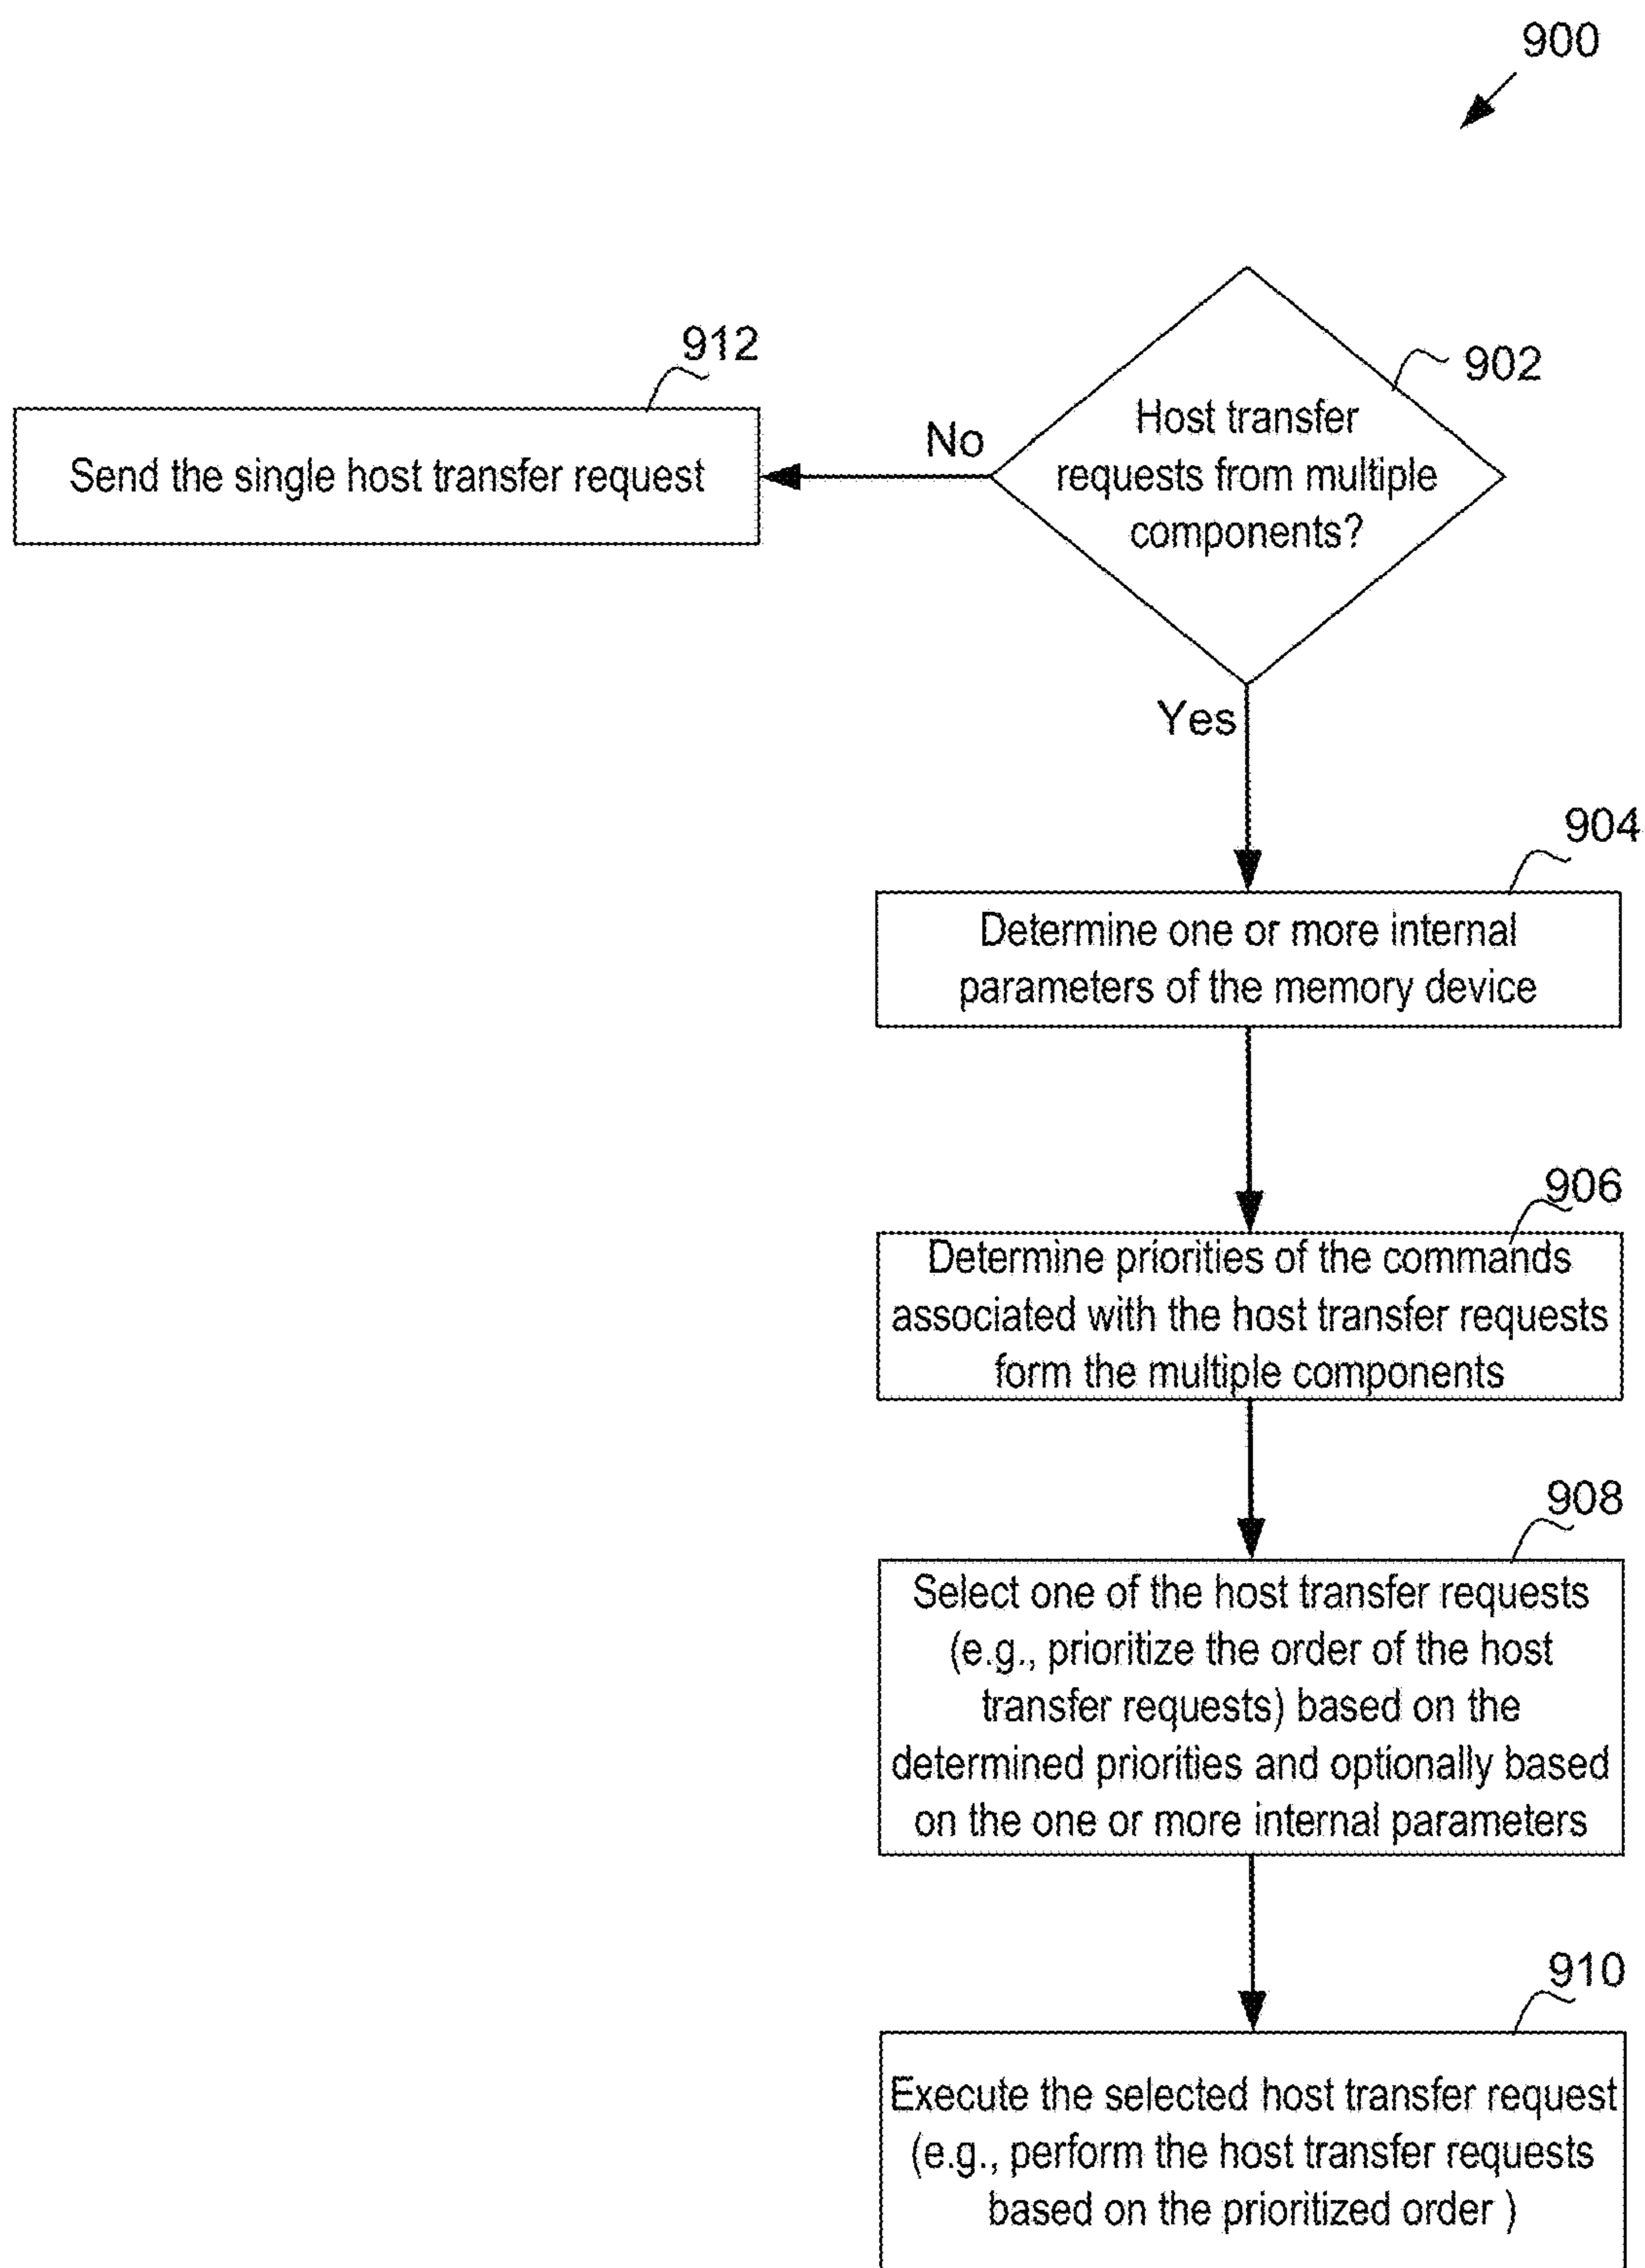 900
912
902
Host transfer
requests from multiple
components?
No
Send the single host transfer request
Yes
904
Determine one or more internal
parameters of the memory device
906
Determine priorities of the commands
associated with the host transfer requests
form the multiple components
908
Select one of the host transfer requests
(e.g., prioritize the order of the host
transfer requests) based on the
determined priorities and optionally based
on the one or more internal parameters
910
Execute the selected host transfer request
(e.g., perform the host transfer requests
based on the prioritized order )